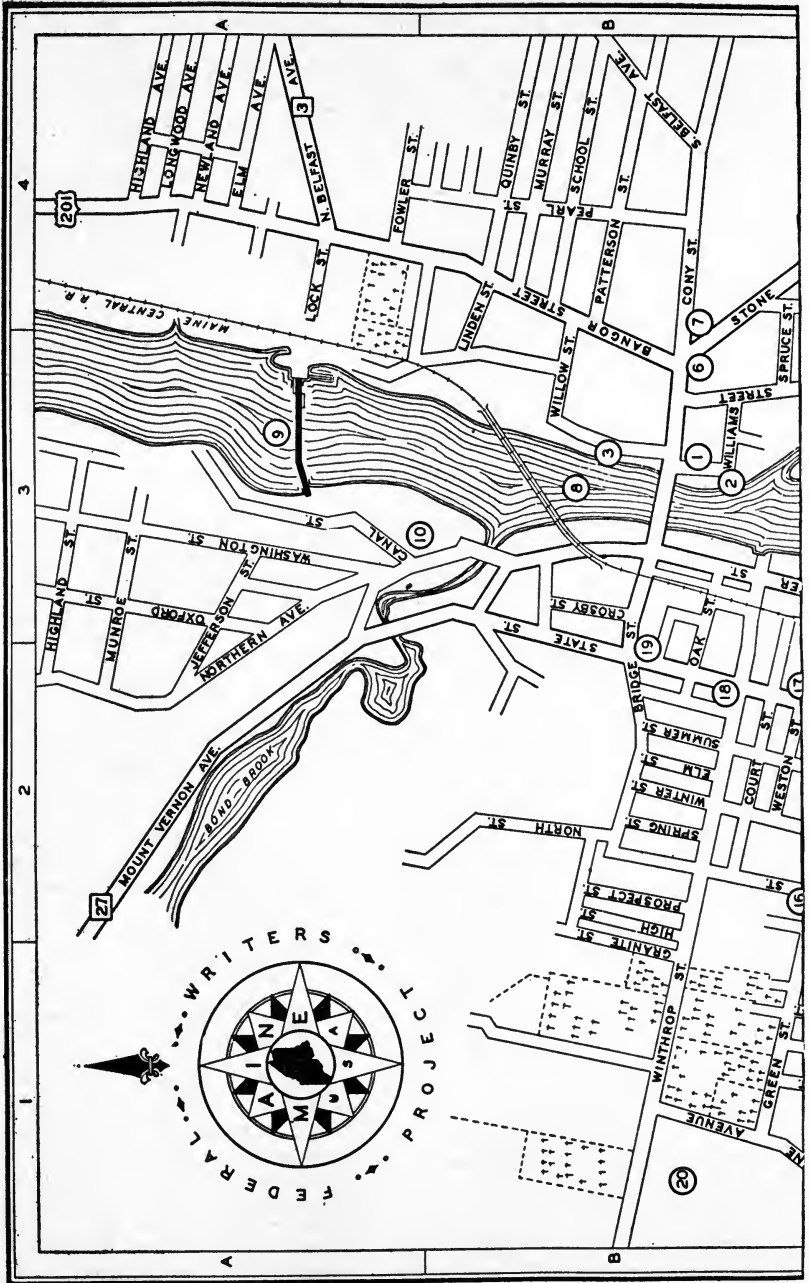 1
2
3
4
A
A
B
B
HIGHLAND AVE.
LONGWOOD AVE.
NEWLAND AVE.
ELM AVE.
N. BELFAST AVE.
3
201
MAINE CENTRAL R.R.
LOCK ST.
FOWLER ST.
QUINBY ST.
MURRAY ST.
SCHOOL ST.
PEARL ST.
PATTERSON ST.
S. BELFAST AVE.
CONY ST.
LINDEN ST.
BANGOR STREET
WILLOW ST.
STONE
STREET
SPRUCE ST.
WILLIAMS
7
6
3
1
2
8
9
10
HIGHLAND ST.
MUNROE ST.
OXFORD ST.
JEFFERSON ST.
WASHINGTON ST.
CANAL ST.
NORTHERN AVE.
MOUNT VERNON AVE.
27
BOND BROOK
CROSBY ST.
STATE ST.
BRIDGE ST.
OAK ST.
ER ST.
19
18
17
16
20
SUMMER ST.
ELM ST.
WINTER ST.
SPRING ST.
COURT ST.
WESTON ST.
NORTH ST.
PROSPECT ST.
HIGH ST.
GRANITE ST.
ST.
WINTHROP ST.
GREEN ST.
AVENUE
NE
FEDERAL WRITERS PROJECT
MAINE
U S A